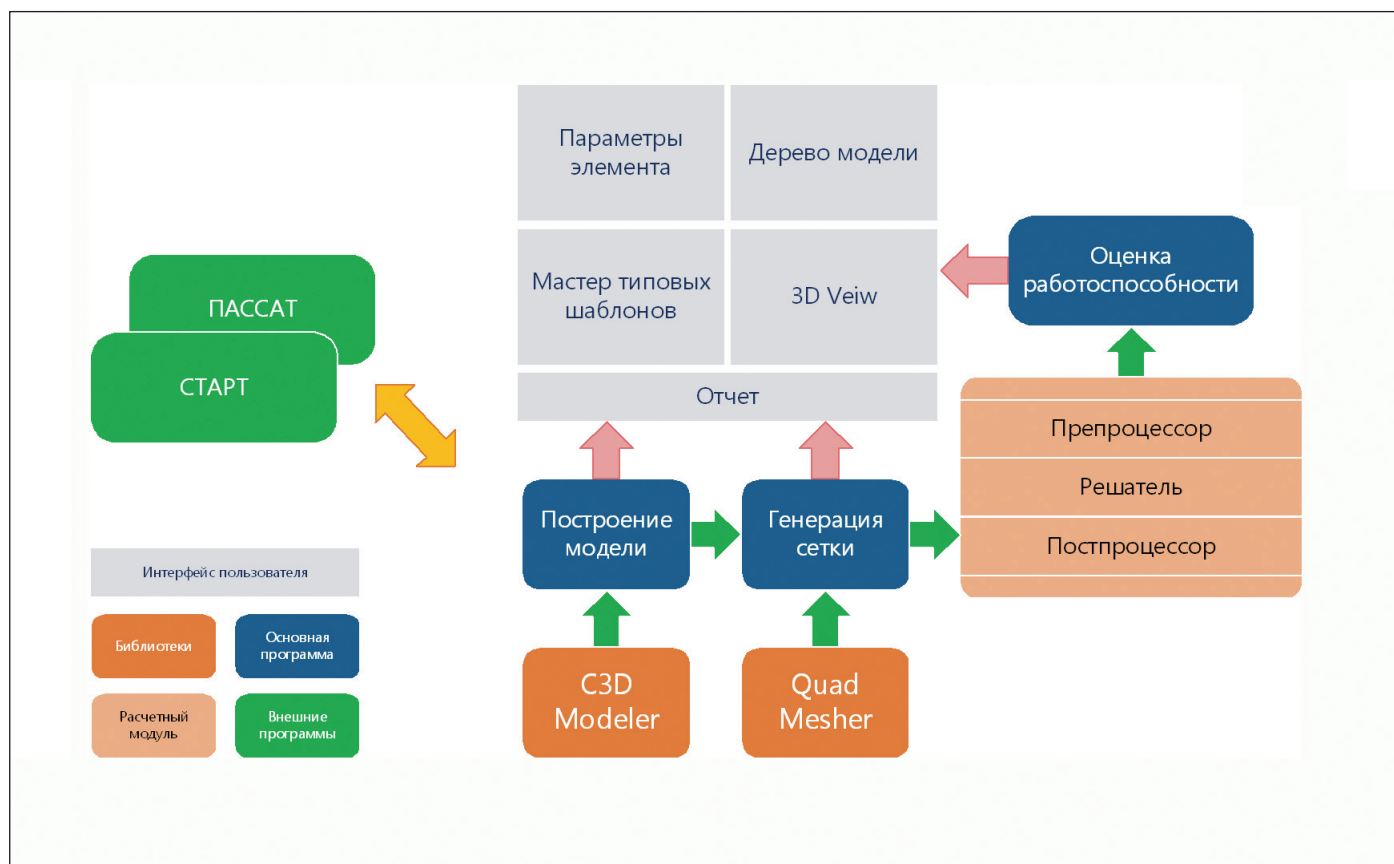 Параметры
элемента
Дерево модели
Мастер типовых
шаблонов
3D Veiw
Отчет
Оценка
работоспособности
ПАССАТ
СТАРТ
Препроцессор
Решатель
Постпроцессор
Построение
модели
Генерация
сетки
C3D
Modeler
Quad
Mesher
Интерфейс пользователя
Библиотеки
Основная
программа
Расчетный
модуль
Внешние
программы